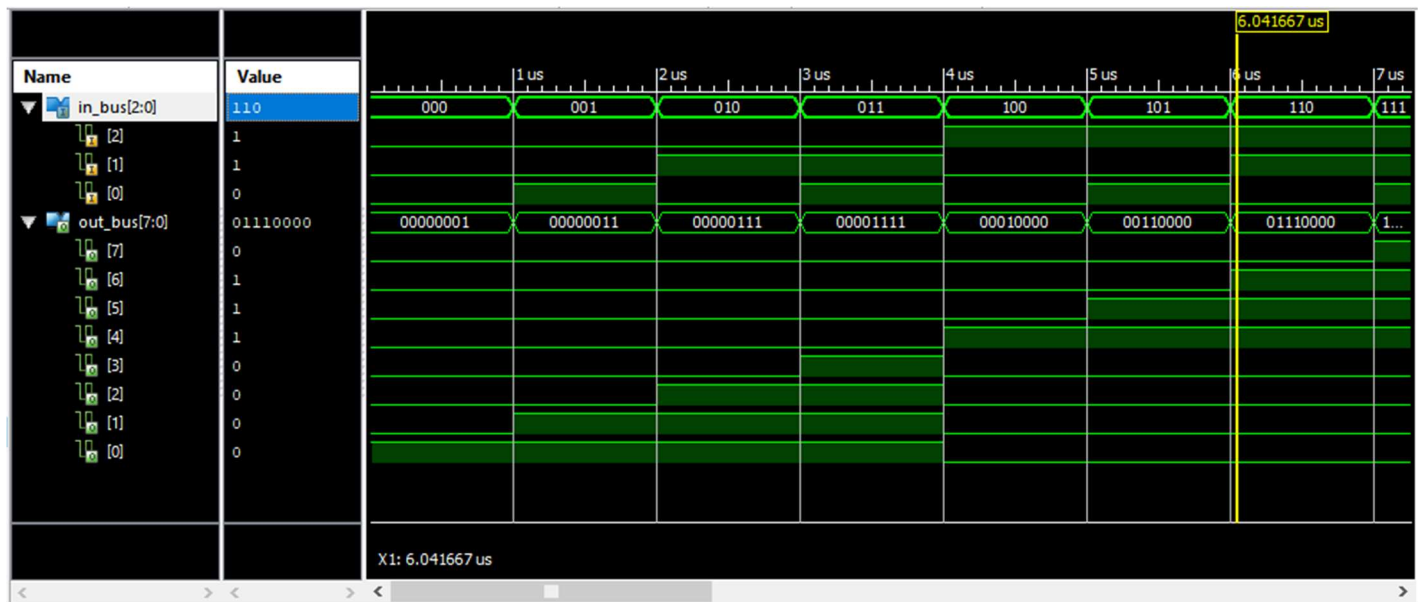 6.041667 us
Name Value 1 us 2 us 3 us 4 us 5 us 6 us 7 us
in_bus[2:0] 110 000 001 010 011 100 101 110 111
[2] 1
[1] 1
[0] 0
out_bus[7:0] 01110000 00000001 00000011 00000111 00001111 00010000 00110000 01110000 1...
[7] 0
[6] 1
[5] 1
[4] 1
[3] 0
[2] 0
[1] 0
[0] 0
X1: 6.041667 us